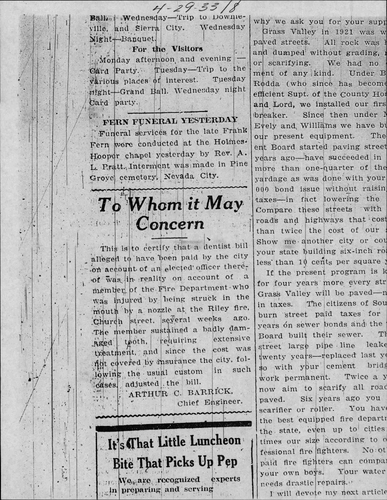 4-29-33/8
Ball. Wednesday—Trip to Downie-
ville, and Sierra City. Wednesday
Night—Banquet.
For the Visitors
Monday afternoon, and evening—
Card Party. Tuesday—Trip to the
various places of interest. Tuesday
Night—Grand Ball. Wednesday night
Card party.
FERN FUNERAL YESTERDAY
Funeral services for the late Frank
Fern were conducted at the Holmes-
Hooper chapel yesterday by Rev. A.
L. Pratt. Interment was made in Pine
Grove cemetery, Nevada City.
To Whom it May
Concern
This is to certify that a dentist bill
alleged to have been paid by the city
on account of an elected officer there-
of was in reality on account of a
member of the Fire Department who
was injured by being struck in the
mouth by a nozzle at the Riley fire,
Church street, several weeks ago.
The member sustained a badly dam-
aged tooth, requiring extensive
treatment, and since the cost was
not covered by insurance the city, fol-
lowing the usual custom in such
cases, adjusted the bill.
ARTHUR C. BARRICK,
Chief Engineer.
It's That Little Luncheon
Bite That Picks Up Pep
We are recognized experts
in preparing and serving
why we ask you for your supp
Grass Valley in 1921 was w
paved streets. All rock was
and dumped without grading, r
or scarifying. We had no
ment of any kind. Under B
Rodda (who since has become
efficient Supt. of the County Hos
and Lord, we installed our firs
breaker. Since then under
Evely and Williams we have bu
our present equipment. The
ent Board started paving street
years ago—have succeeded in
more than one-quarter of the
yardage as was done with your
000 bond issue without raisin
taxes—in fact lowering the
Compare these streets with
roads and highways that cos
than twice the cost of our
Show me another city or cou
your state building six-inch ro
less than 10 cents per square
If the present program is k
for four years more every str
Grass Valley will be paved—n
in taxes. The citizens of Sou
burn street paid taxes for
years on sewer bonds and the
Board built their sewer. Th
street large pipe line leake
twenty years—replaced last y
so with your cement brids
work permanent. Twice a y
now aim to scarify all road
paved. Six years ago you
scarifier or roller. You have
the best equipped fire depart
the state, even up to cities
times our size according to
fessional fire fighters. No ot
paid fire fighters can compa
your own boys. Your water
needs drastic repairs.
I will devote my next articl